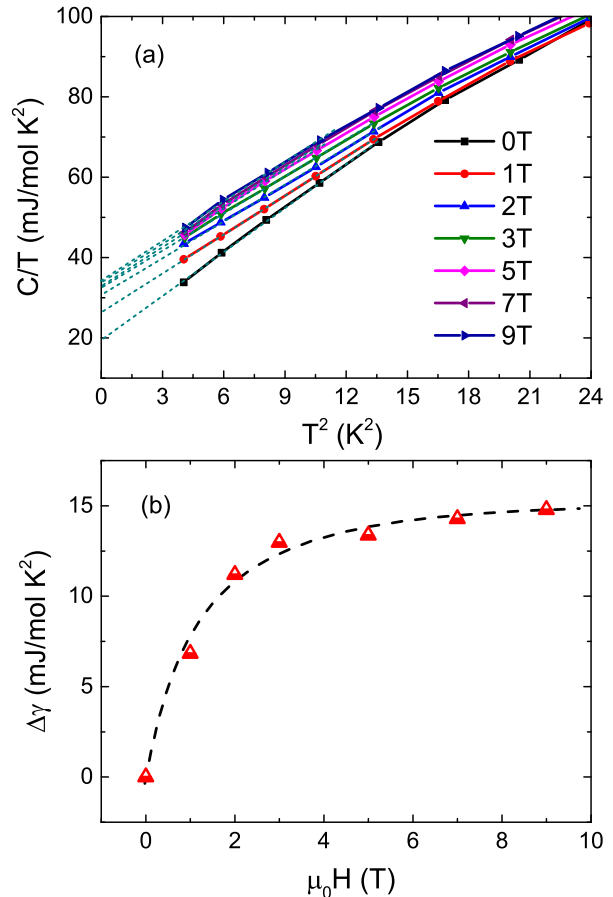 (a)
C/T (mJ/mol K²)
100
80
60
40
20
0T
1T
2T
3T
5T
7T
9T
0 3 6 9 12 15 18 21 24
T² (K²)
(b)
Δγ (mJ/mol K²)
15
10
5
0
0 2 4 6 8 10
μ₀H (T)